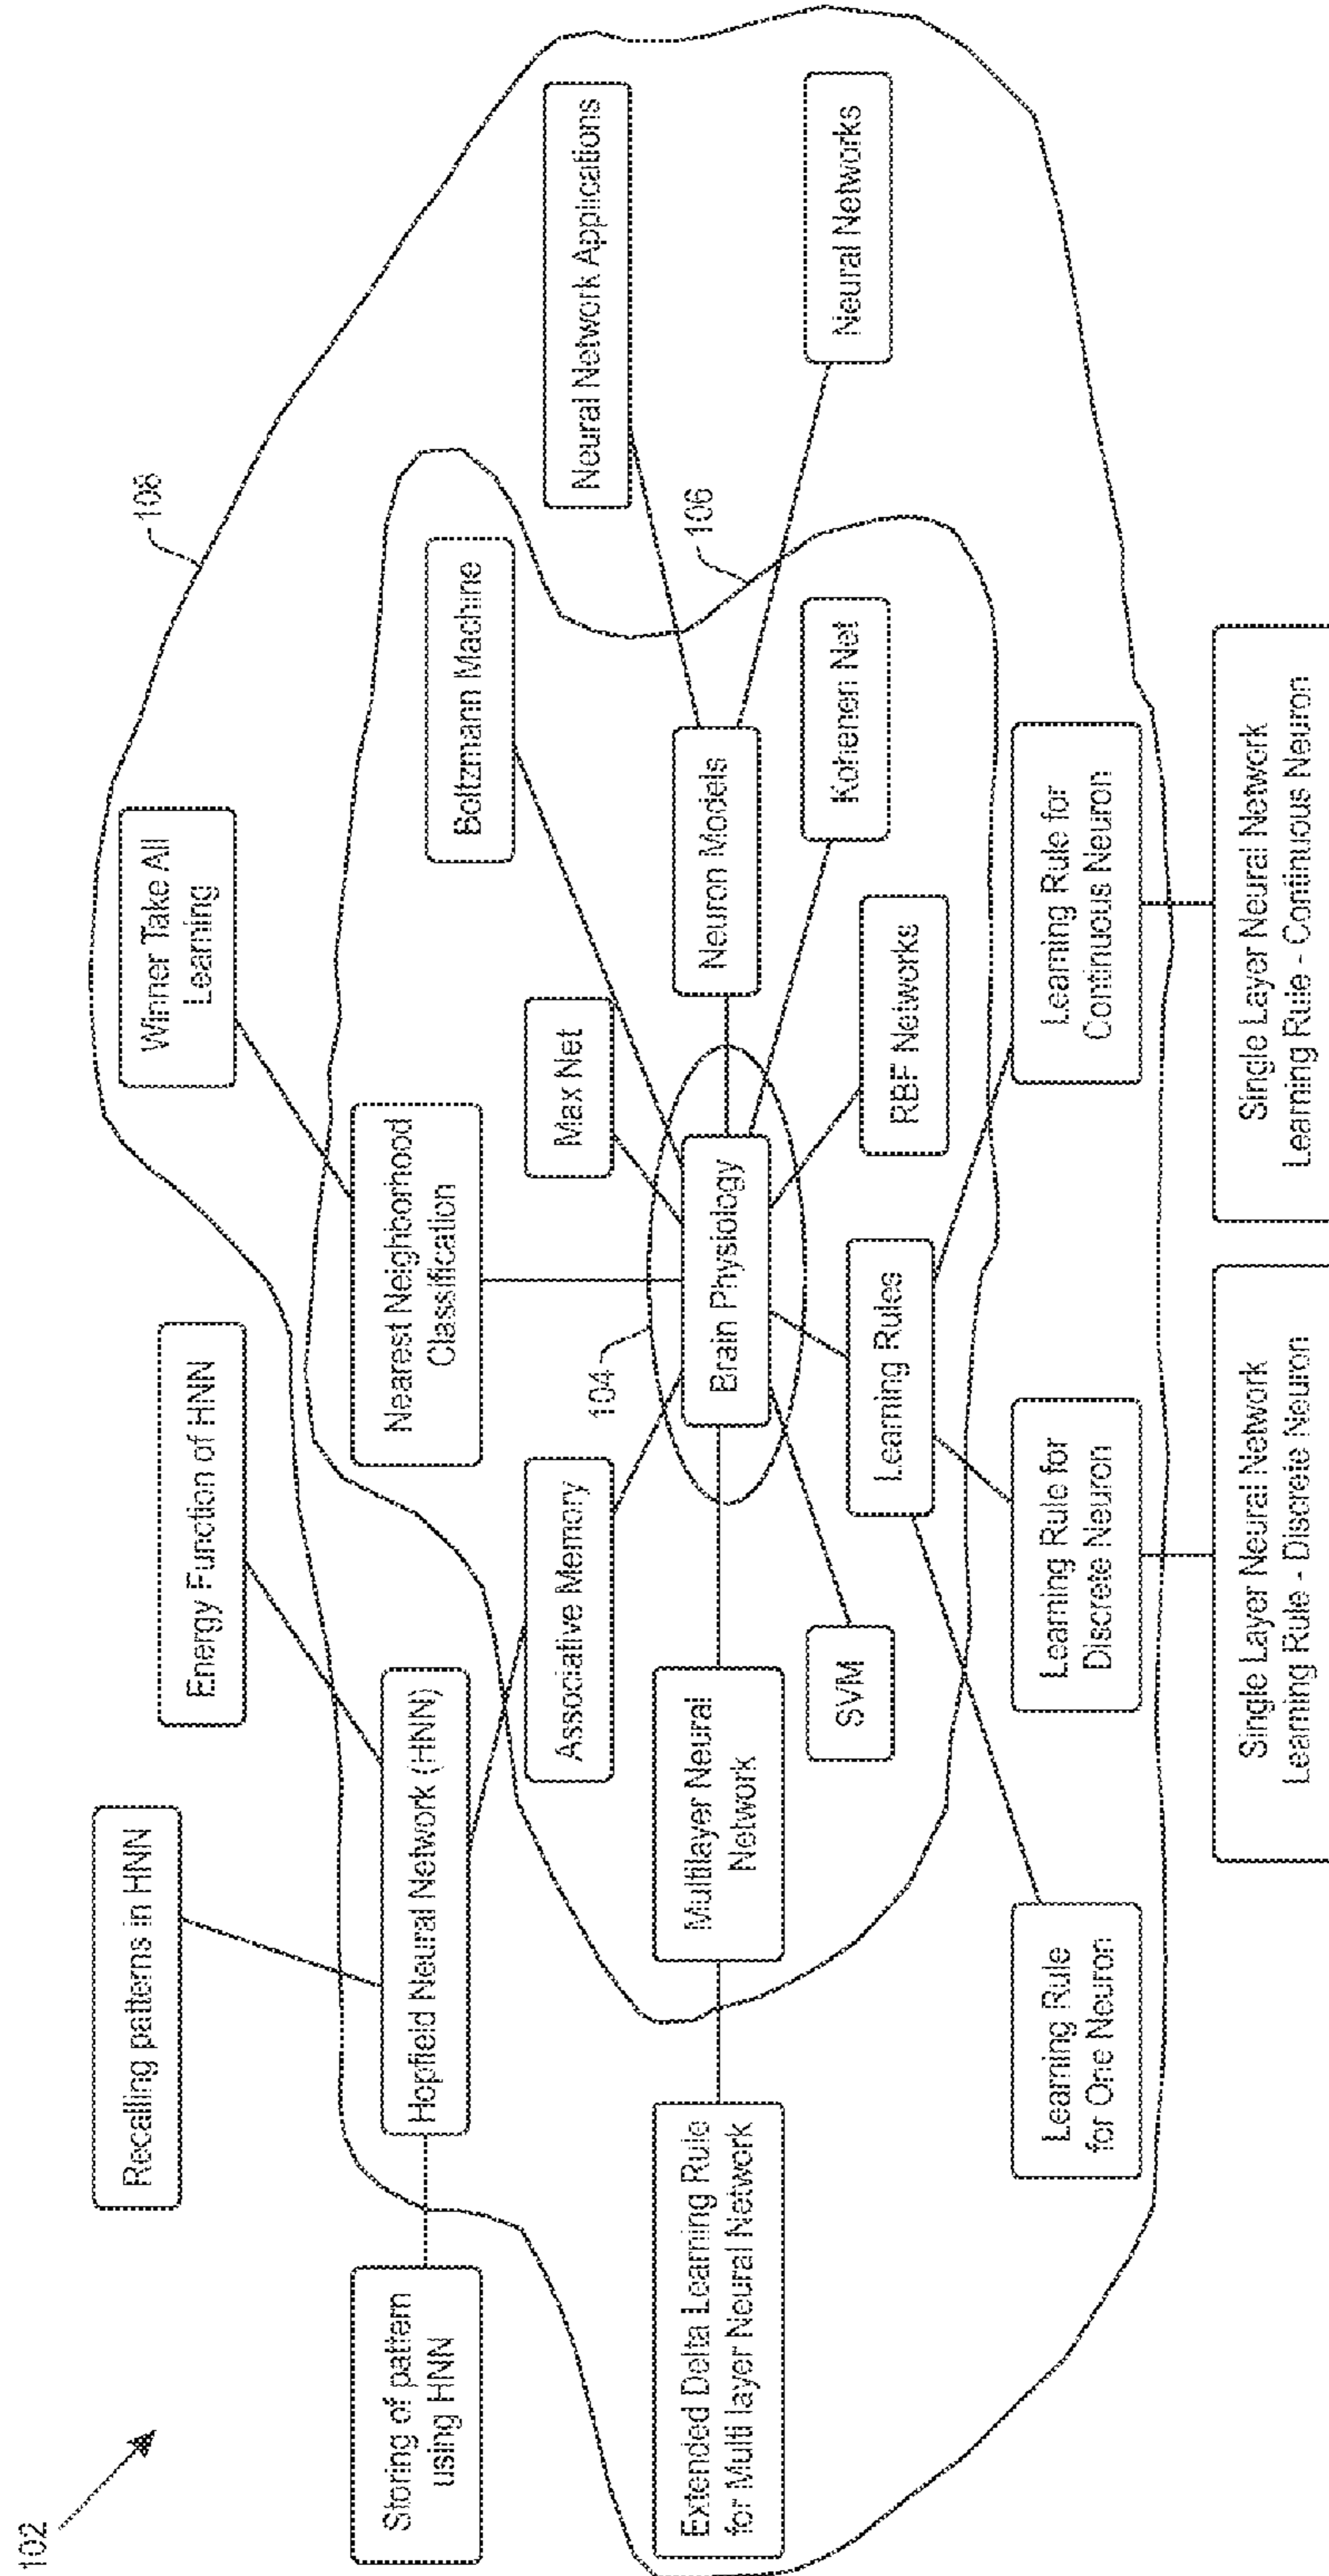 102
Recalling patterns in HNN
Winner Take All
Learning
108
Energy Function of HNN
Storing of pattern
using HNN
Hopfield Neural Network (HNN)
Nearest Neighborhood
Classification
Boltzmann Machine
Neural Network Applications
Associative Memory
Max Net
104
106
Extended Delta Learning Rule
for Multi layer Neural Network
Multilayer Neural
Network
Brain Physiology
Neuron Models
SVM
Learning Rules
RBF Networks
Kohenen Net
Neural Networks
Learning Rule
for One Neuron
Learning Rule for
Discrete Neuron
Learning Rule for
Continuous Neuron
Single Layer Neural Network
Learning Rule - Discrete Neuron
Single Layer Neural Network
Learning Rule - Continuous Neuron